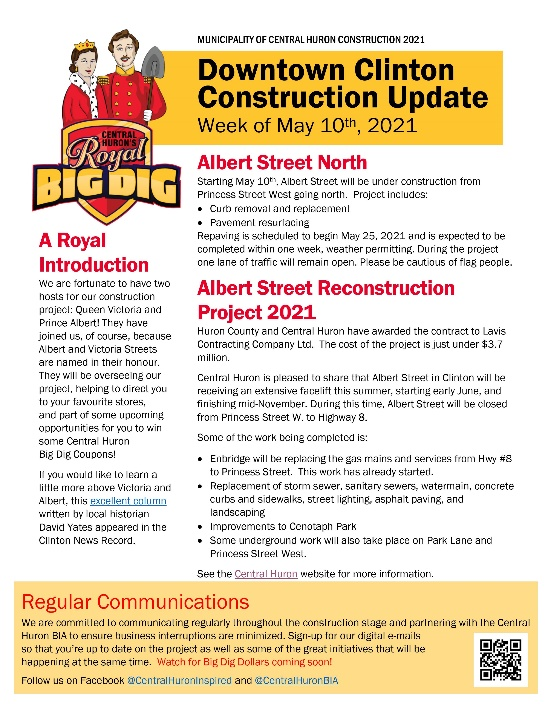 MUNICIPALITY OF CENTRAL HURON CONSTRUCTION 2021
Downtown Clinton
Construction Update
Week of May 10th, 2021
CENTRAL
HURON'S
Royal
BIG DIG
A Royal
Introduction
We are fortunate to have two
hosts for our construction
project: Queen Victoria and
Prince Albert! They have
joined us, of course, because
Albert and Victoria Streets
are named in their honour.
They will be overseeing our
project, helping to direct you
to your favourite stores,
and part of some upcoming
opportunities for you to win
some Central Huron
Big Dig Coupons!
If you would like to learn a
little more above Victoria and
Albert, this excellent column
written by local historian
David Yates appeared in the
Clinton News Record.
Albert Street North
Starting May 10th, Albert Street will be under construction from
Princess Street West going north. Project includes:
• Curb removal and replacement
• Pavement resurfacing
Repaving is scheduled to begin May 25, 2021 and is expected to be
completed within one week, weather permitting. During the project
one lane of traffic will remain open. Please be cautious of flag people.
Albert Street Reconstruction
Project 2021
Huron County and Central Huron have awarded the contract to Lavis
Contracting Company Ltd. The cost of the project is just under $3.7
million.
Central Huron is pleased to share that Albert Street in Clinton will be
receiving an extensive facelift this summer, starting early June, and
finishing mid-November. During this time, Albert Street will be closed
from Princess Street W. to Highway 8.
Some of the work being completed is:
• Enbridge will be replacing the gas mains and services from Hwy #8
to Princess Street. This work has already started.
• Replacement of storm sewer, sanitary sewers, watermain, concrete
curbs and sidewalks, street lighting, asphalt paving, and
landscaping
• Improvements to Cenotaph Park
• Some underground work will also take place on Park Lane and
Princess Street West.
See the Central Huron website for more information.
Regular Communications
We are committed to communicating regularly throughout the construction stage and partnering with the Central
Huron BIA to ensure business interruptions are minimized. Sign-up for our digital e-mails
so that you're up to date on the project as well as some of the great initiatives that will be
happening at the same time. Watch for Big Dig Dollars coming soon!
Follow us on Facebook @CentralHuronInspired and @CentralHuronBIA